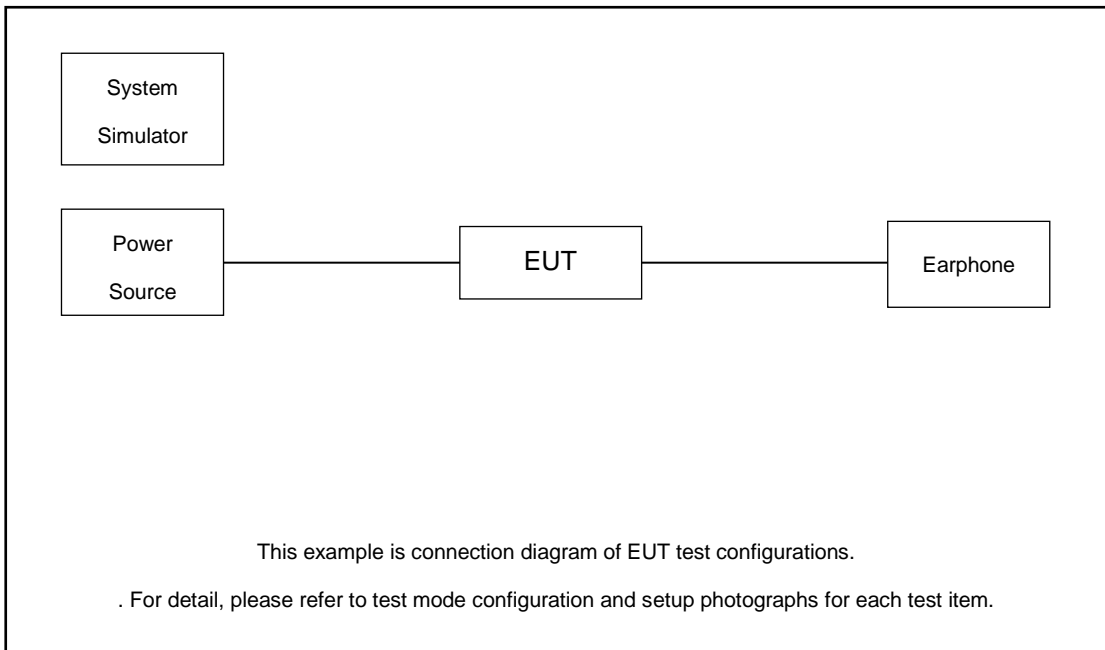 System
Simulator
Power
Source
EUT
Earphone
This example is connection diagram of EUT test configurations.
. For detail, please refer to test mode configuration and setup photographs for each test item.